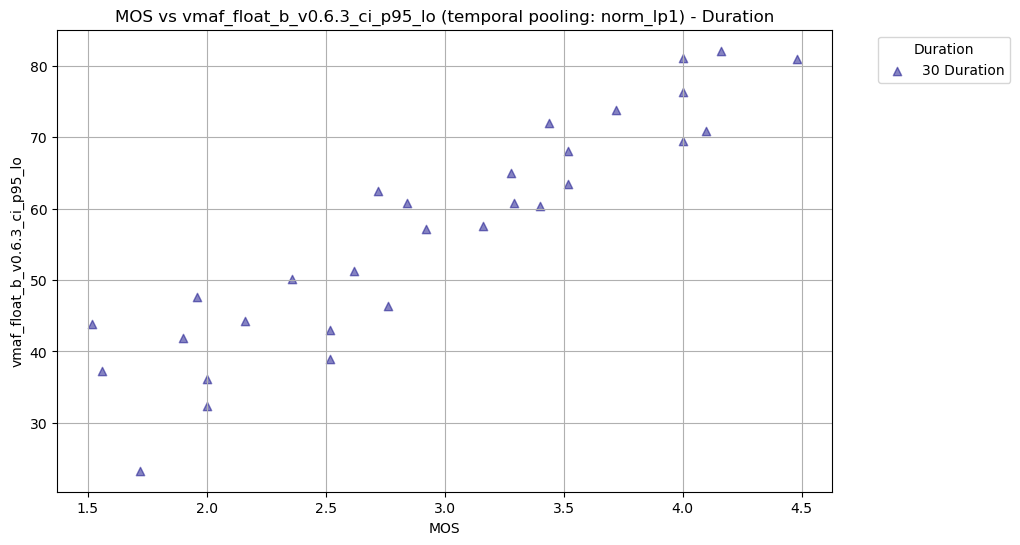 MOS vs vmaf_float_b_v0.6.3_ci_p95_lo (temporal pooling: norm_lp1) - Duration
Duration
30 Duration
vmaf_float_b_v0.6.3_ci_p95_lo
80
70
60
50
40
30
1.5 2.0 2.5 3.0 3.5 4.0 4.5
MOS